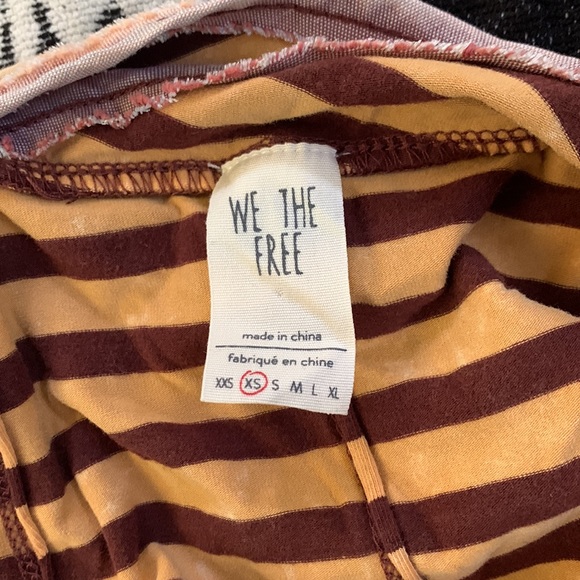 WE THE
FREE
made in china
fabriqué en chine
XXS XS S M L XL